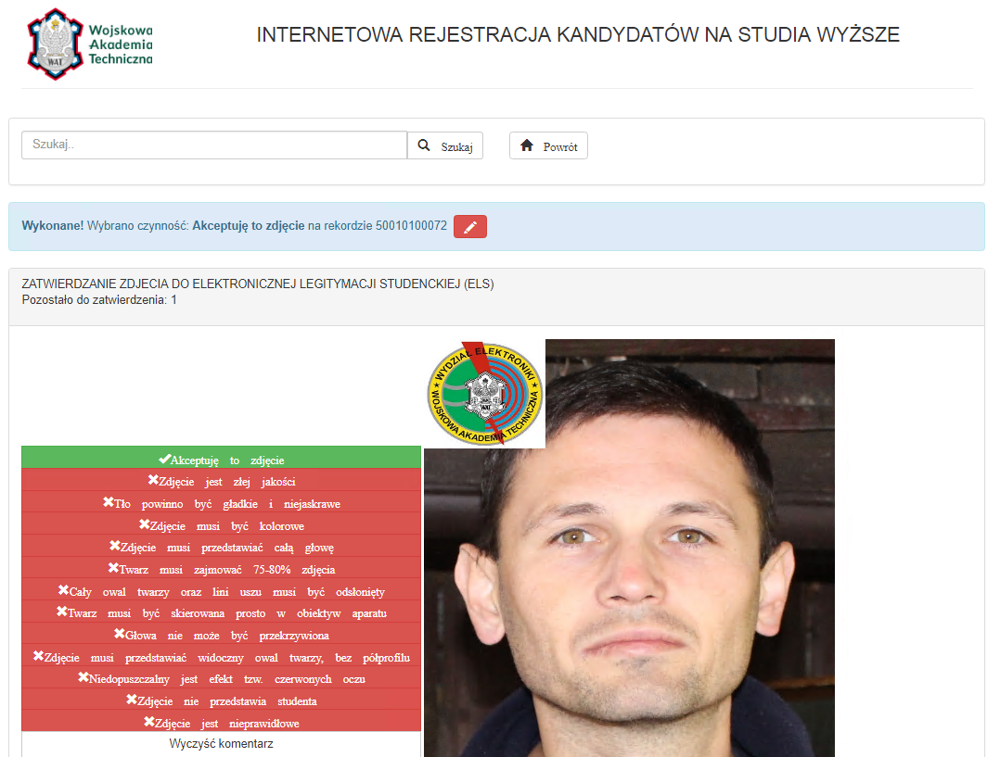 Wojskowa
Akademia
Techniczna
WAT
INTERNETOWA REJESTRACJA KANDYDATÓW NA STUDIA WYŻSZE
Szukaj..
Szukaj
Powrót
Wykonane! Wybrano czynność: Akceptuję to zdjęcie na rekordzie 50010100072
ZATWIERDZANIE ZDJECIA DO ELEKTRONICZNEJ LEGITYMACJI STUDENCKIEJ (ELS)
Pozostało do zatwierdzenia: 1
WYDZIAŁ ELEKTRONIKI
WAT
WOJSKOWA AKADEMIA TECHNICZNA
Akceptuję to zdjęcie
Zdjęcie jest złej jakości
Tło powinno być gładkie i niejaskrawe
Zdjęcie musi być kolorowe
Zdjęcie musi przedstawiać całą głowę
Twarz musi zajmować 75-80% zdjęcia
Cały owal twarzy oraz lini uszu musi być odsłonięty
Twarz musi być skierowana prosto w obiektyw aparatu
Głowa nie może być przekrzywiona
Zdjęcie musi przedstawiać widoczny owal twarzy, bez półprofilu
Niedopuszczalny jest efekt tzw. czerwonych oczu
Zdjęcie nie przedstawia studenta
Zdjęcie jest nieprawidłowe
Wyczyść komentarz